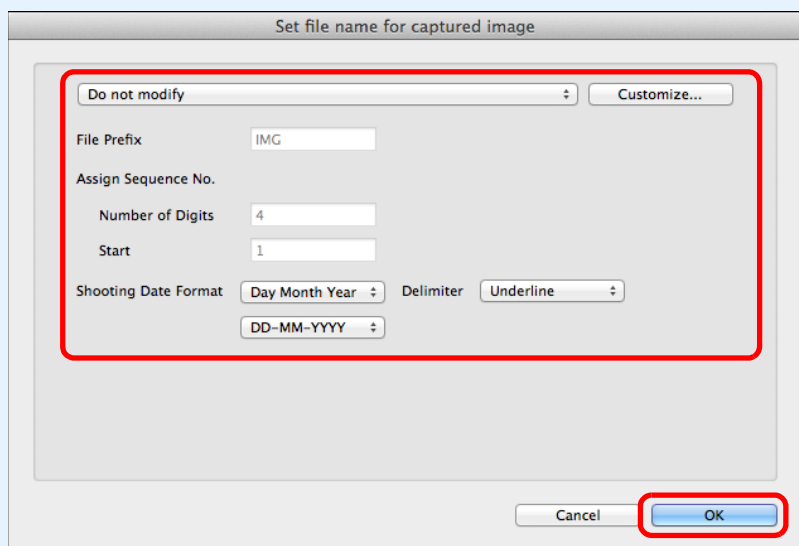 Set file name for captured image
Do not modify Customize...
File Prefix IMG
Assign Sequence No.
Number of Digits 4
Start 1
Shooting Date Format Day Month Year Delimiter Underline
DD-MM-YYYY
Cancel OK